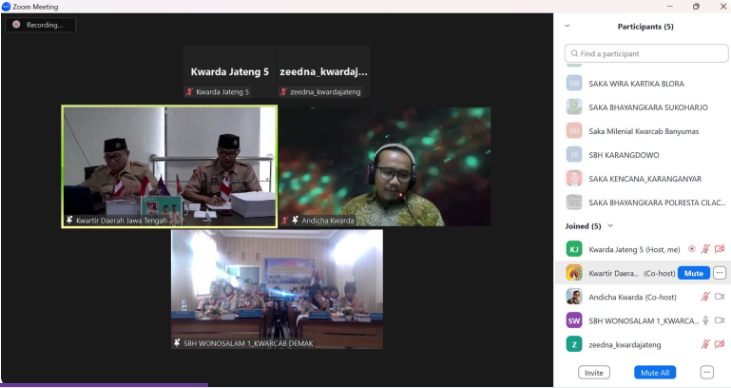 Zoom Meeting
Recording...
Kwarda Jateng 5
zeedna_kwardaj...
Kwarda Jateng 5
zeedna_kwardajateng
Kwartir Daerah Jawa Tengah
Andicha Kwarda
SBH WONOSALAM 1_KWARCAB DEMAK
Participants (5)
Find a participant
SW SAKA WIRA KARTIKA BLORA
SAKA BHAYANGKARA SUKOHARJO
SM Saka Milenial Kwarcab Banyumas
SK SBH KARANGDOWO
SAKA KENCANA_KARANGANYAR
SAKA BHAYANGKARA POLRESTA CILAC...
Joined (5)
KJ Kwarda Jateng 5 (Host, me)
Kwartir Daera... (Co-host) Mute
Andicha Kwarda (Co-host)
SW SBH WONOSALAM 1_KWARCA...
Z zeedna_kwardajateng
Invite
Mute All